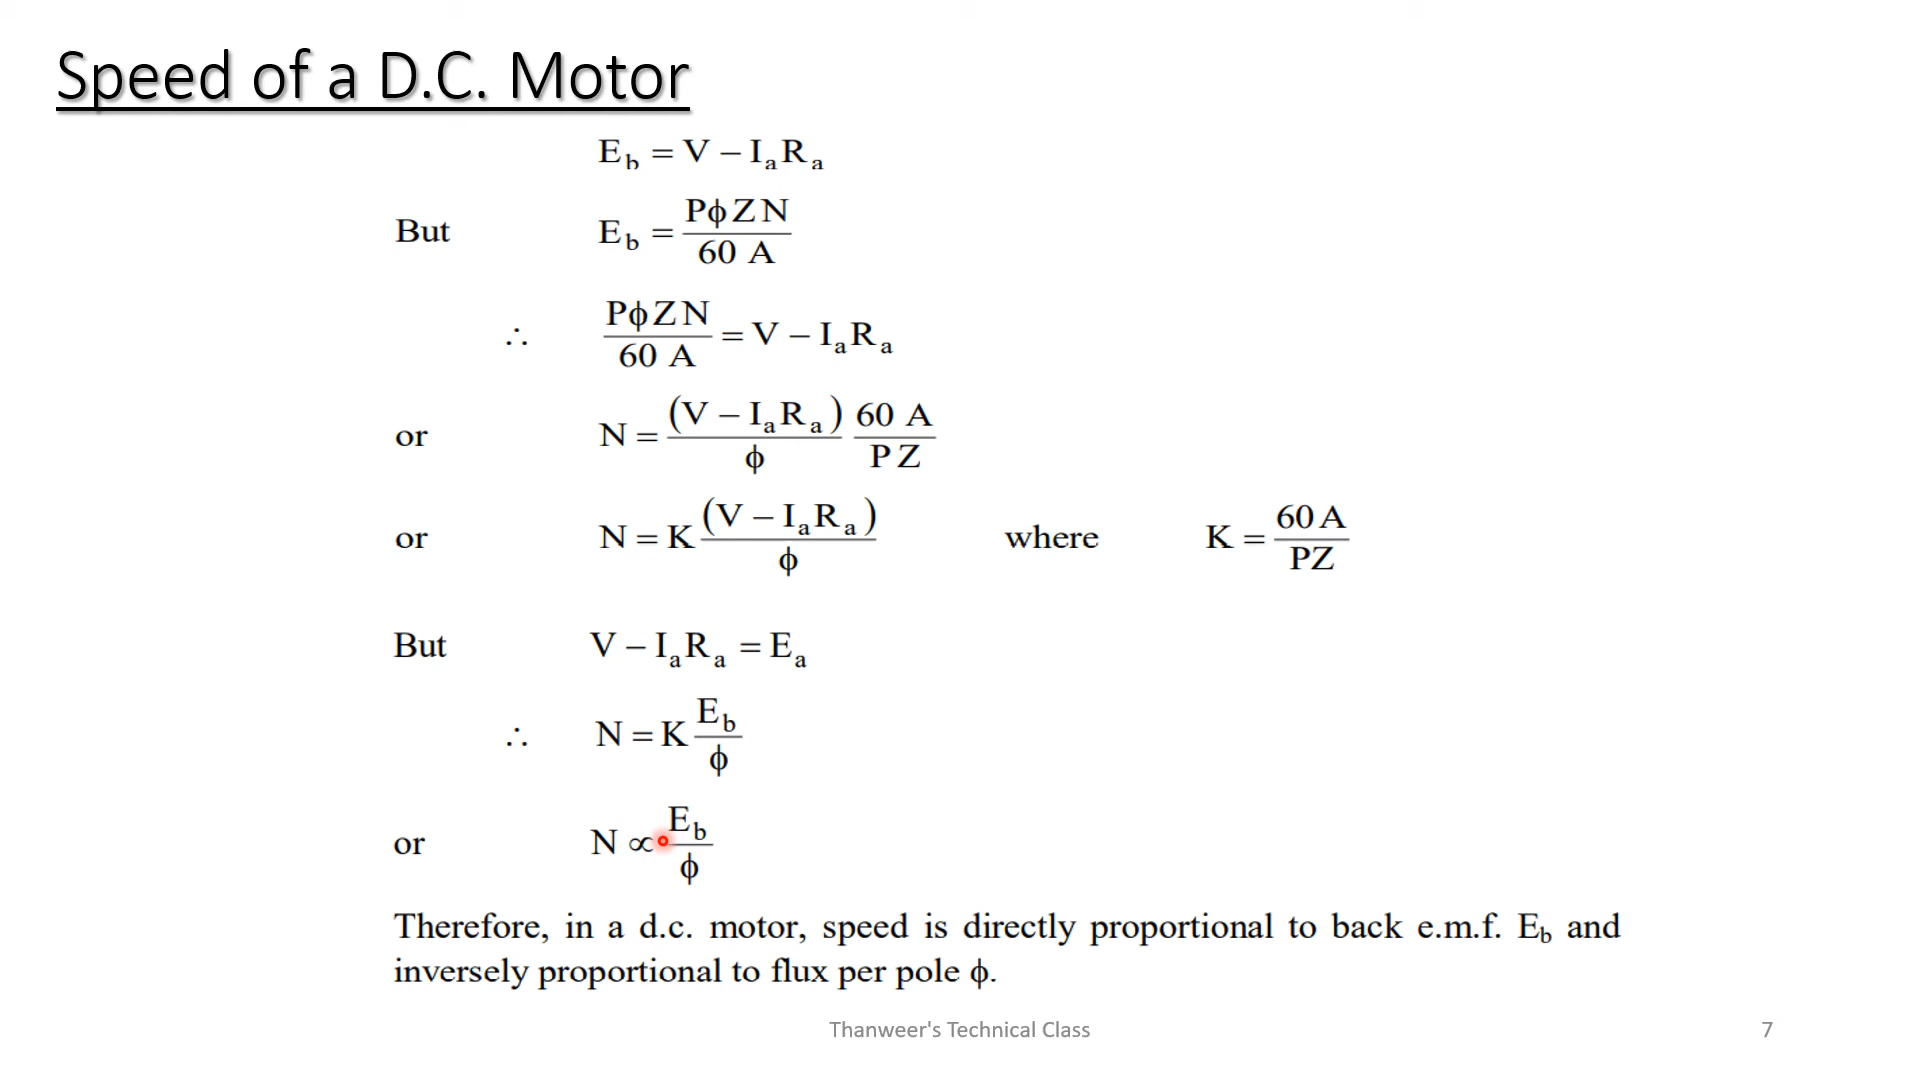 Speed of a D.C. Motor
E_b = V − I_a R_a
But E_b = PϕZN / 60 A
∴ PϕZN / 60 A = V − I_a R_a
or N = (V − I_a R_a) / ϕ 60 A / PZ
or N = K (V − I_a R_a) / ϕ where K = 60A / PZ
But V − I_a R_a = E_a
∴ N = K E_b / ϕ
or N ∝ E_b / ϕ
Therefore, in a d.c. motor, speed is directly proportional to back e.m.f. E_b and
inversely proportional to flux per pole ϕ.
Thanweer's Technical Class 7